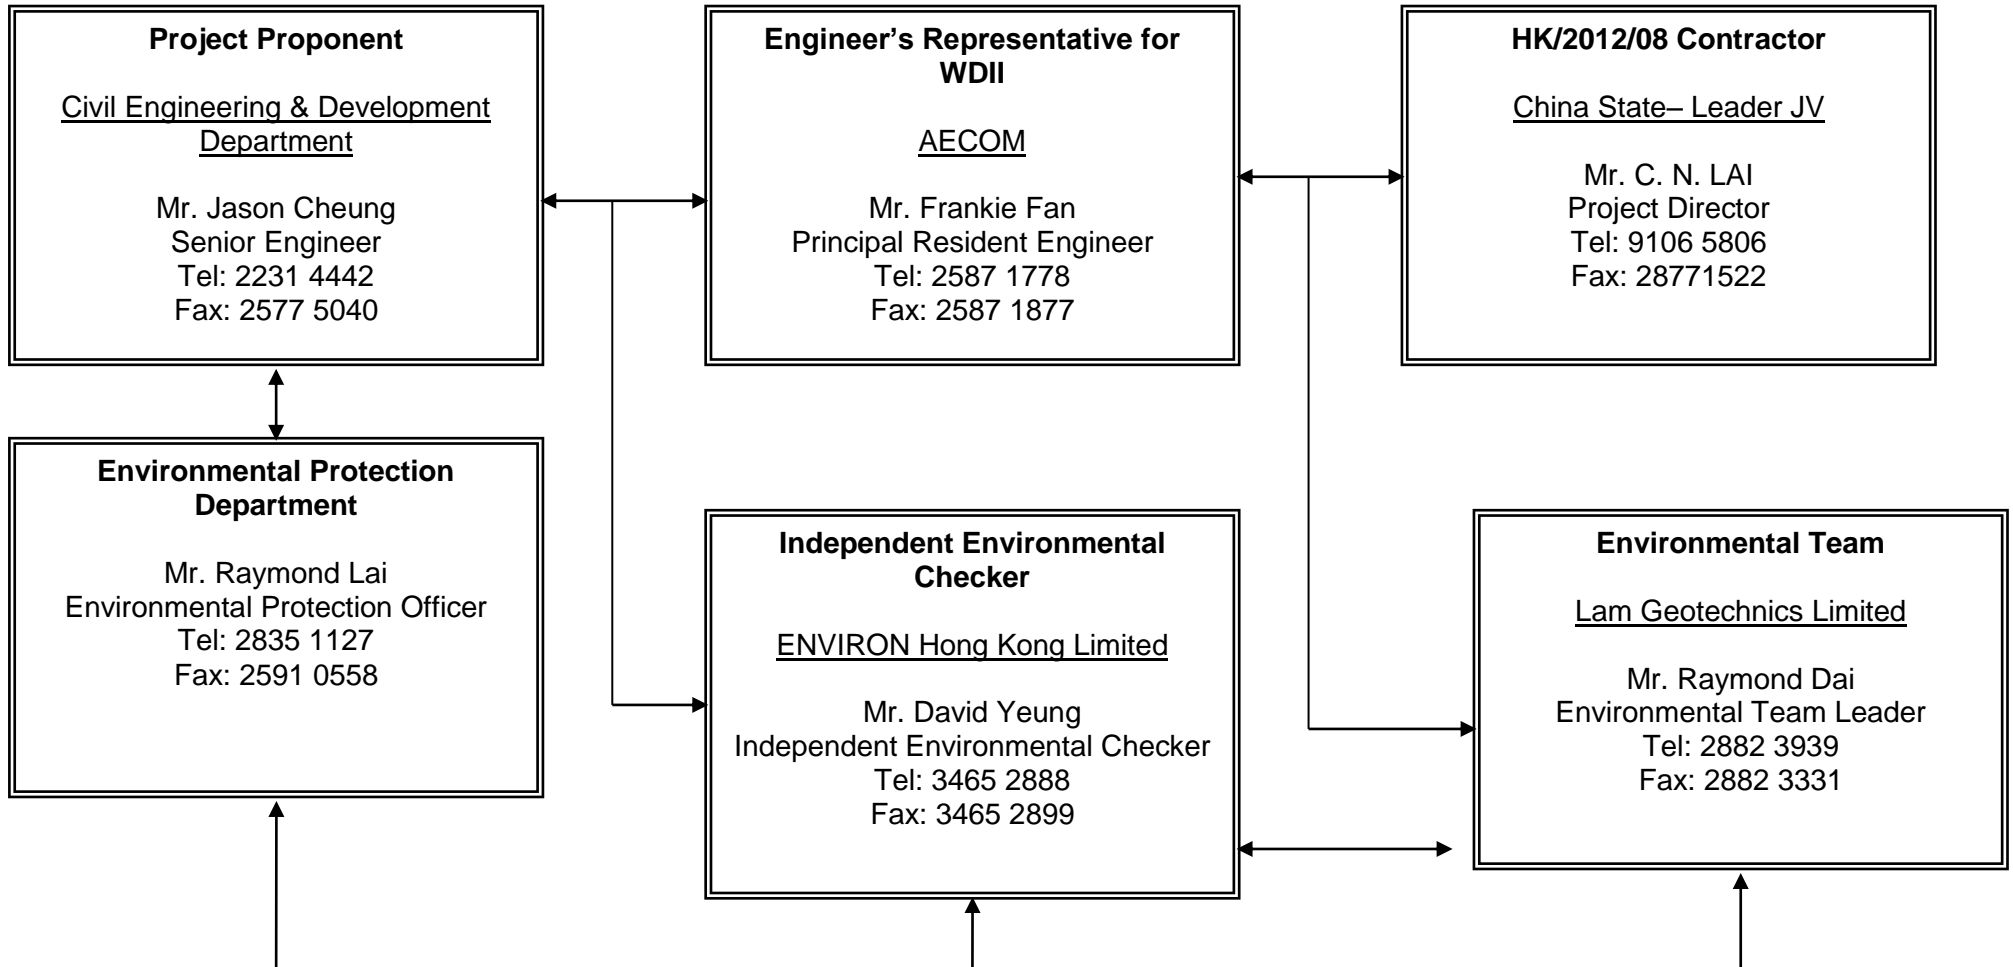 Project Proponent
Civil Engineering & Development
Department
Mr. Jason Cheung
Senior Engineer
Tel: 2231 4442
Fax: 2577 5040
Engineer’s Representative for
WDII
AECOM
Mr. Frankie Fan
Principal Resident Engineer
Tel: 2587 1778
Fax: 2587 1877
HK/2012/08 Contractor
China State– Leader JV
Mr. C. N. LAI
Project Director
Tel: 9106 5806
Fax: 28771522
Environmental Protection
Department
Mr. Raymond Lai
Environmental Protection Officer
Tel: 2835 1127
Fax: 2591 0558
Independent Environmental
Checker
ENVIRON Hong Kong Limited
Mr. David Yeung
Independent Environmental Checker
Tel: 3465 2888
Fax: 3465 2899
Environmental Team
Lam Geotechnics Limited
Mr. Raymond Dai
Environmental Team Leader
Tel: 2882 3939
Fax: 2882 3331